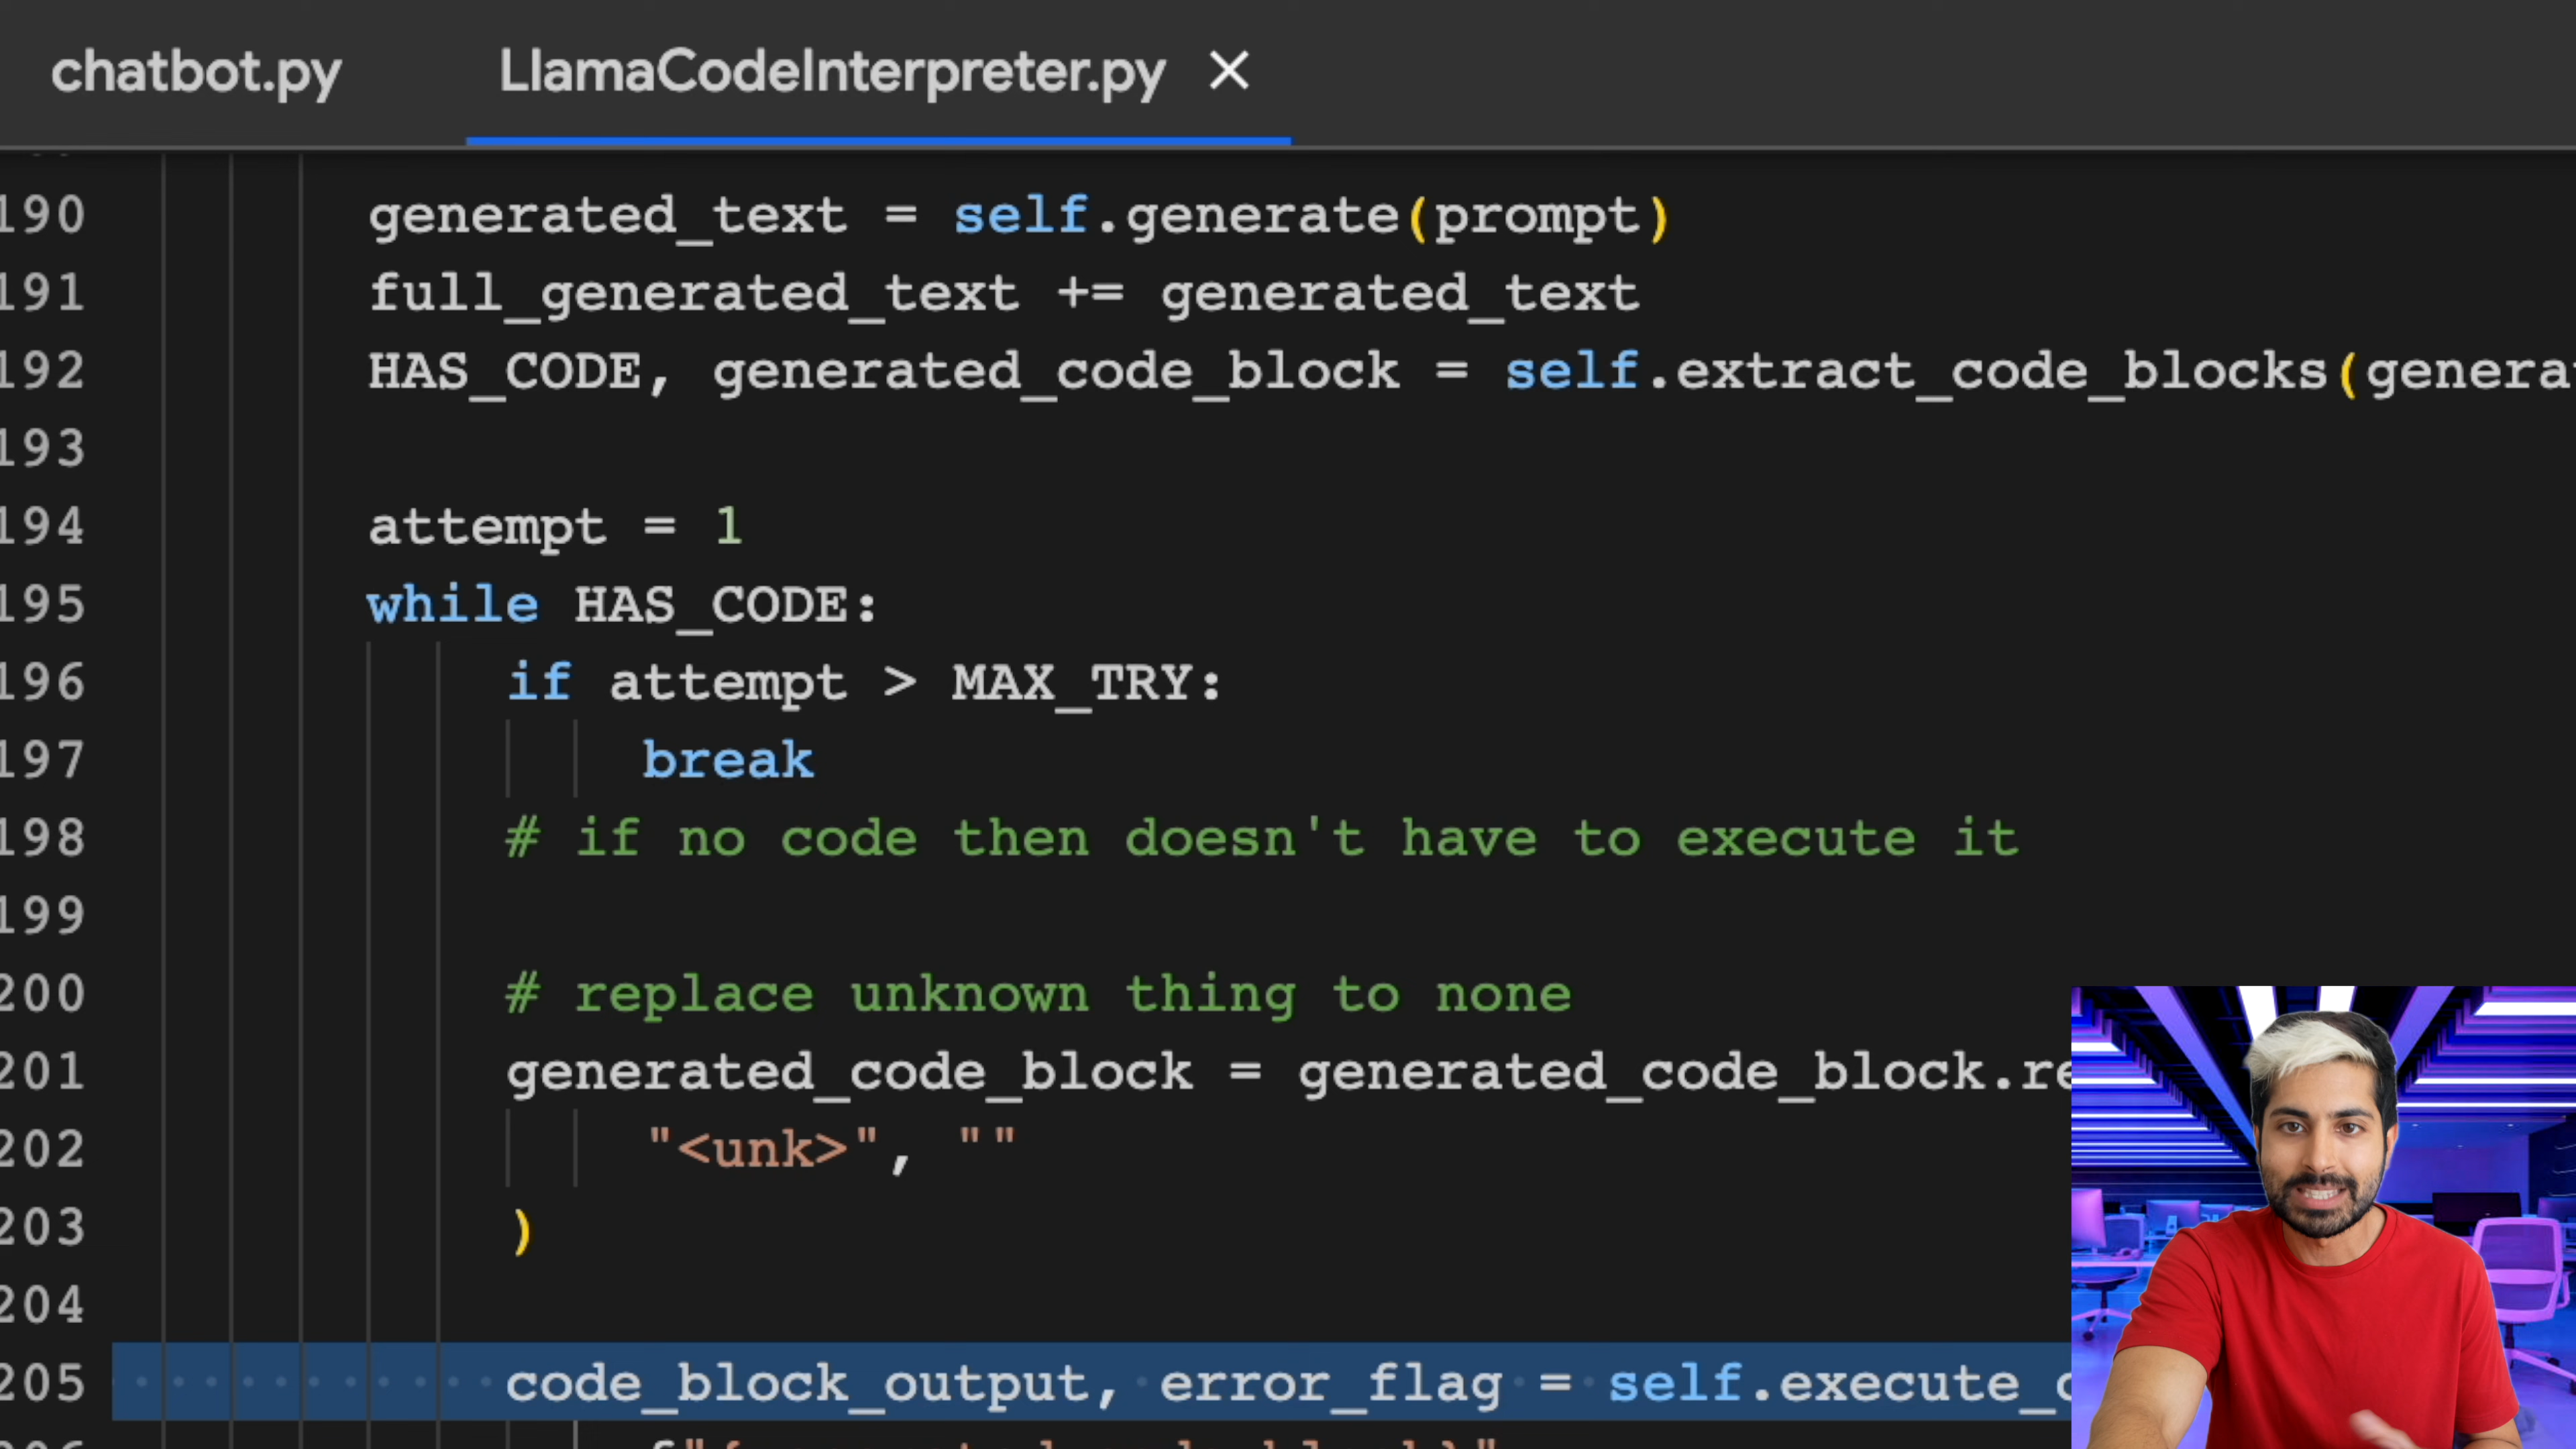 chatbot.py LlamaCodeInterpreter.py ×
190 generated_text = self.generate(prompt)
191 full_generated_text += generated_text
192 HAS_CODE, generated_code_block = self.extract_code_blocks(genera
193
194 attempt = 1
195 while HAS_CODE:
196 if attempt > MAX_TRY:
197 break
198 # if no code then doesn't have to execute it
199
200 # replace unknown thing to none
201 generated_code_block = generated_code_block.re
202 "<unk>", ""
203 )
204
205 code_block_output, error_flag = self.execute_c